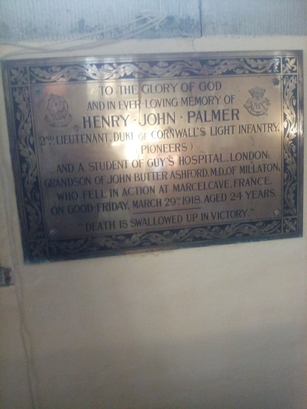 TO THE GLORY OF GOD
AND IN EVER LOVING MEMORY OF
HENRY · JOHN · PALMER
2ND LIEUTENANT, DUKE OF CORNWALL'S LIGHT INFANTRY,
PIONEERS)
AND A STUDENT OF GUY'S HOSPITAL, LONDON,
GRANDSON OF JOHN BUTTER ASHFORD, M.D. OF MILLATON,
WHO FELL IN ACTION AT MARCELCAVE, FRANCE,
ON GOOD FRIDAY, MARCH 29TH 1918, AGED 24 YEARS.
"DEATH IS SWALLOWED UP IN VICTORY."